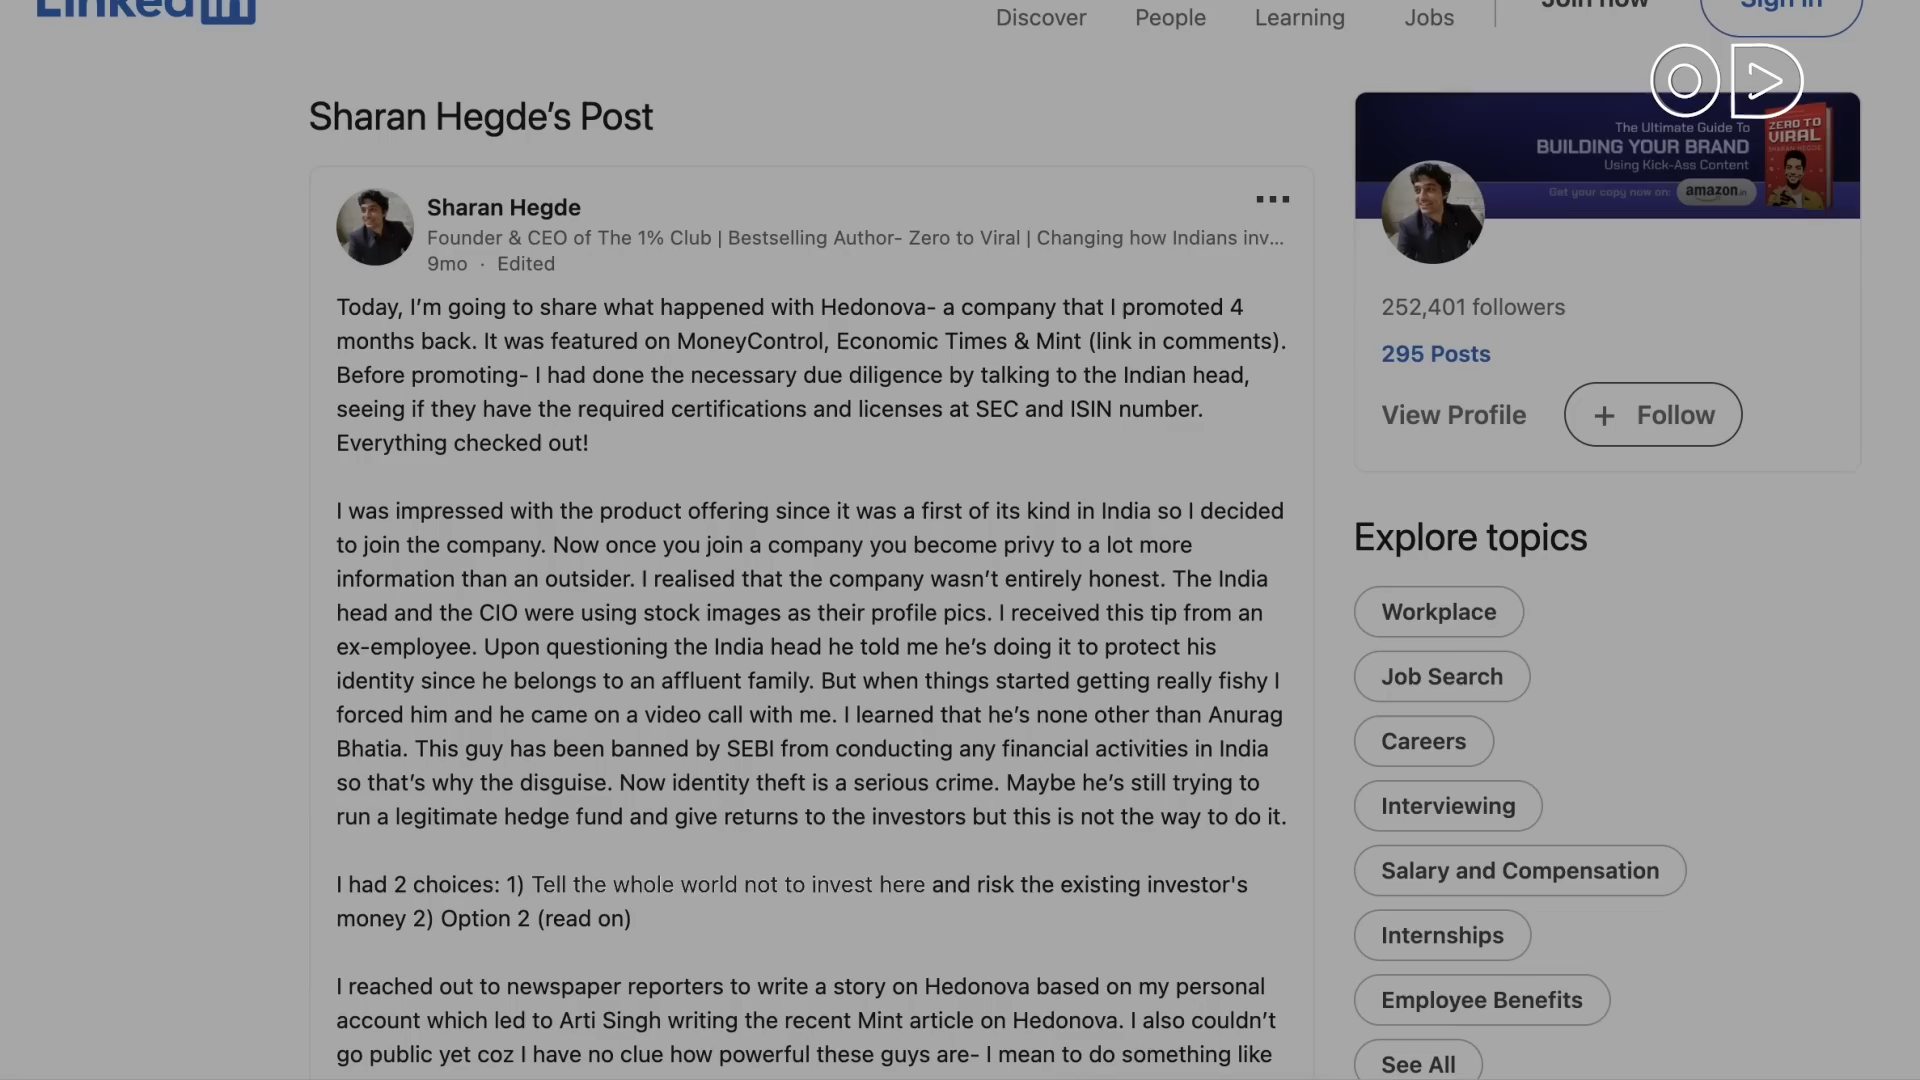 LinkedIn
Discover
People
Learning
Jobs
Join now
Sign in
Sharan Hegde’s Post
Sharan Hegde
Founder & CEO of The 1% Club | Bestselling Author- Zero to Viral | Changing how Indians inv...
9mo · Edited
Today, I’m going to share what happened with Hedonova- a company that I promoted 4
months back. It was featured on MoneyControl, Economic Times & Mint (link in comments).
Before promoting- I had done the necessary due diligence by talking to the Indian head,
seeing if they have the required certifications and licenses at SEC and ISIN number.
Everything checked out!
I was impressed with the product offering since it was a first of its kind in India so I decided
to join the company. Now once you join a company you become privy to a lot more
information than an outsider. I realised that the company wasn’t entirely honest. The India
head and the CIO were using stock images as their profile pics. I received this tip from an
ex-employee. Upon questioning the India head he told me he’s doing it to protect his
identity since he belongs to an affluent family. But when things started getting really fishy I
forced him and he came on a video call with me. I learned that he’s none other than Anurag
Bhatia. This guy has been banned by SEBI from conducting any financial activities in India
so that’s why the disguise. Now identity theft is a serious crime. Maybe he’s still trying to
run a legitimate hedge fund and give returns to the investors but this is not the way to do it.
I had 2 choices: 1) Tell the whole world not to invest here and risk the existing investor's
money 2) Option 2 (read on)
I reached out to newspaper reporters to write a story on Hedonova based on my personal
account which led to Arti Singh writing the recent Mint article on Hedonova. I also couldn’t
go public yet coz I have no clue how powerful these guys are- I mean to do something like
The Ultimate Guide To
BUILDING YOUR BRAND
Using Kick-Ass Content
Get your copy now on: amazon.in
ZERO TO
VIRAL
SHARAN HEGDE
252,401 followers
295 Posts
View Profile
+ Follow
Explore topics
Workplace
Job Search
Careers
Interviewing
Salary and Compensation
Internships
Employee Benefits
See All